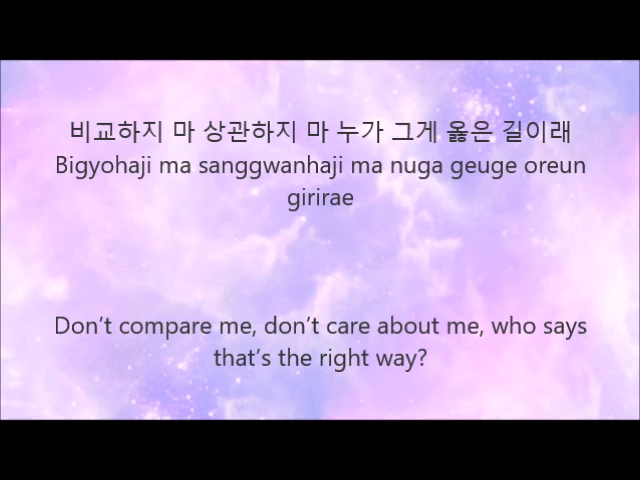 비교하지 마 상관하지 마 누가 그게 옳은 길이래
Bigyohaji ma sanggwanhaji ma nuga geuge oreun
girirae
Don’t compare me, don’t care about me, who says
that’s the right way?